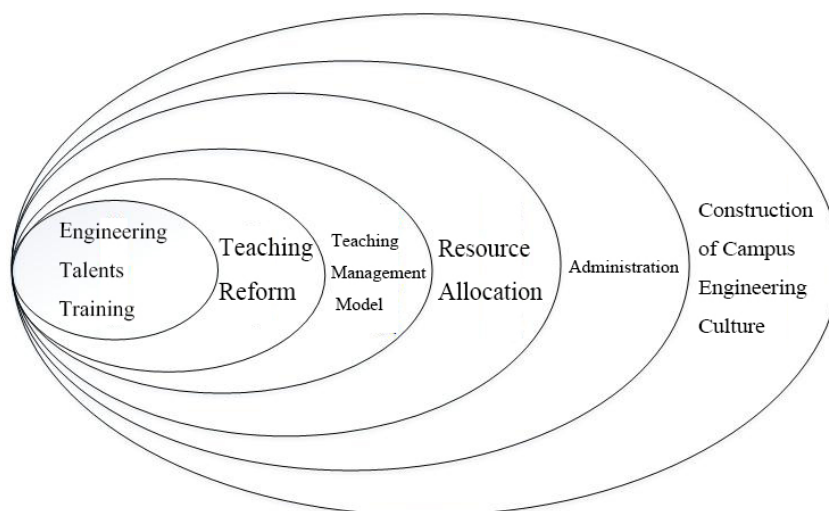 Engineering
Talents
Training
Teaching
Reform
Teaching
Management
Model
Resource
Allocation
Administration
Construction
of Campus
Engineering
Culture